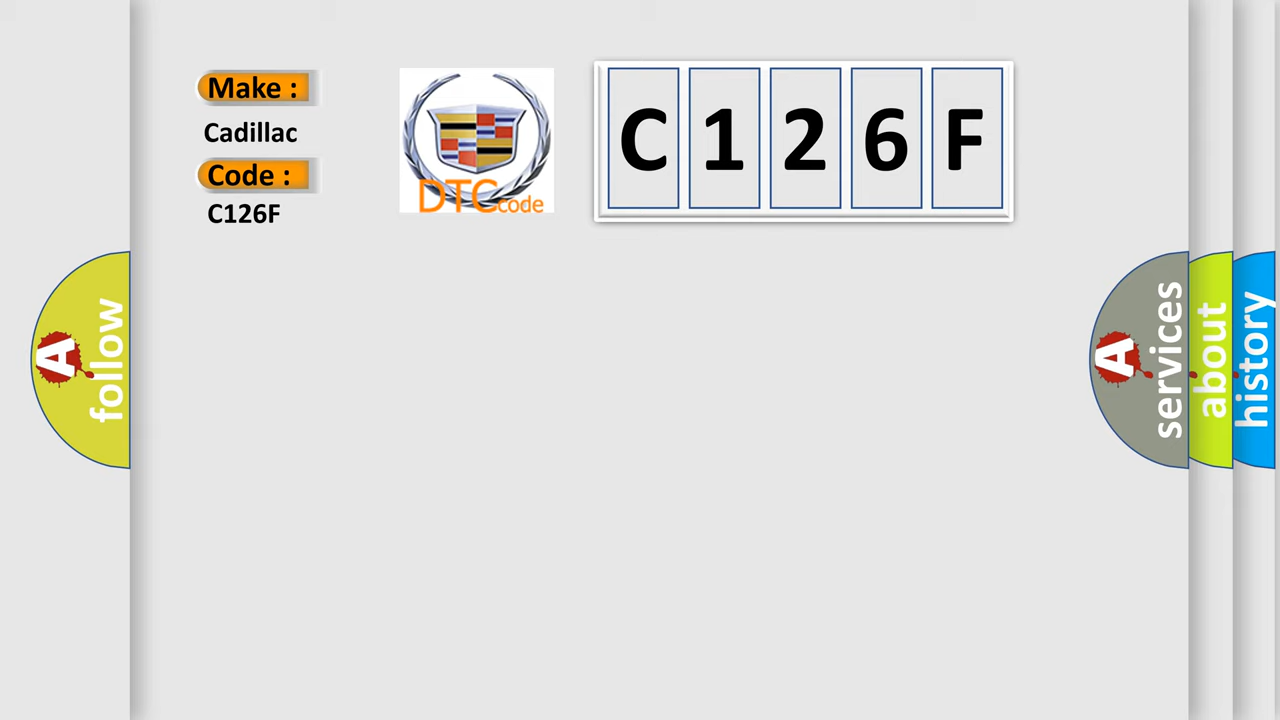 Make :
Cadillac
Code :
C126F
DTCcode
C126F
A follow
A services
about
history